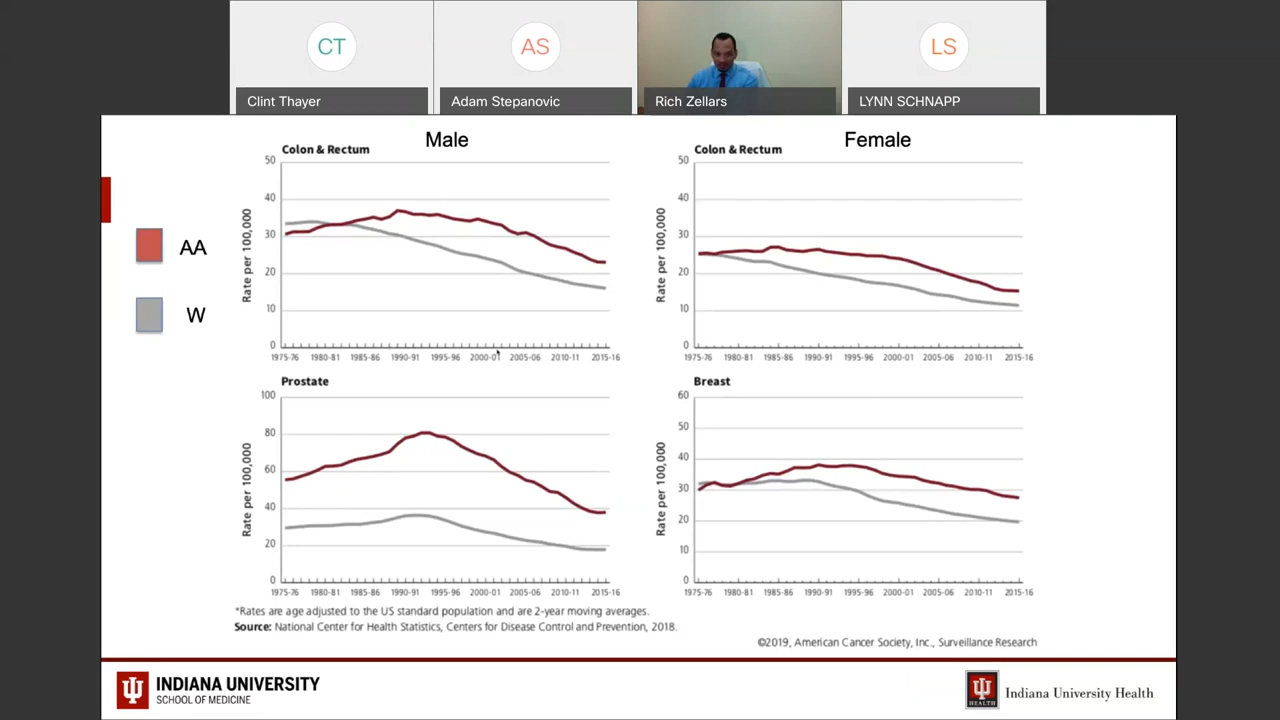 CT
AS
LS
Clint Thayer
Adam Stepanovic
Rich Zellars
LYNN SCHNAPP
Male
Female
AA
W
Colon & Rectum
Rate per 100,000
50
40
30
20
10
0
1975-76 1980-81 1985-86 1990-91 1995-96 2000-01 2005-06 2010-11 2015-16
Colon & Rectum
Rate per 100,000
50
40
30
20
10
0
1975-76 1980-81 1985-86 1990-91 1995-96 2000-01 2005-06 2010-11 2015-16
Prostate
Rate per 100,000
100
80
60
40
20
0
1975-76 1980-81 1985-86 1990-91 1995-96 2000-01 2005-06 2010-11 2015-16
Breast
Rate per 100,000
60
50
40
30
20
10
0
1975-76 1980-81 1985-86 1990-91 1995-96 2000-01 2005-06 2010-11 2015-16
*Rates are age adjusted to the US standard population and are 2-year moving averages.
Source: National Center for Health Statistics, Centers for Disease Control and Prevention, 2018.
©2019, American Cancer Society, Inc., Surveillance Research
INDIANA UNIVERSITY
SCHOOL OF MEDICINE
HEALTH
Indiana University Health